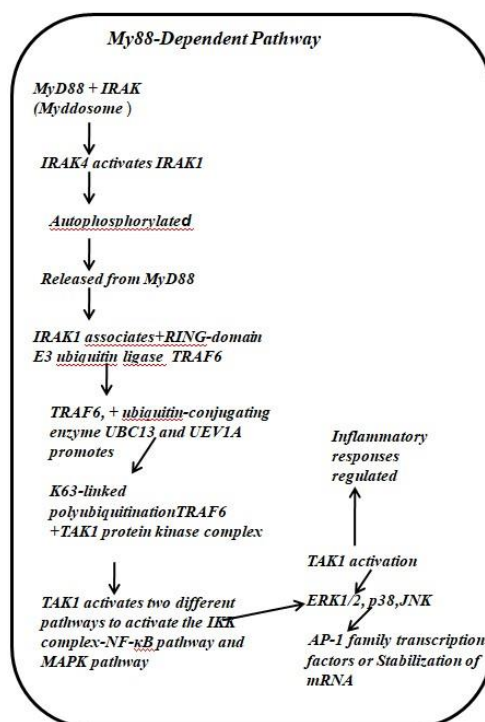 My88-Dependent Pathway
MyD88 + IRAK
(Myddosome )
IRAK4 activates IRAK1
Autophosphorylated
Released from MyD88
IRAK1 associates+RING-domain
E3 ubiquitin ligase TRAF6
TRAF6, + ubiquitin-conjugating
enzyme UBC13 and UEV1A
promotes
K63-linked
polyubiquitinationTRAF6
+TAK1 protein kinase complex
TAK1 activates two different
pathways to activate the IKK
complex-NF-κB pathway and
MAPK pathway
Inflammatory
responses
regulated
TAK1 activation
ERK1/2, p38,JNK
AP-1 family transcription
factors or Stabilization of
mRNA